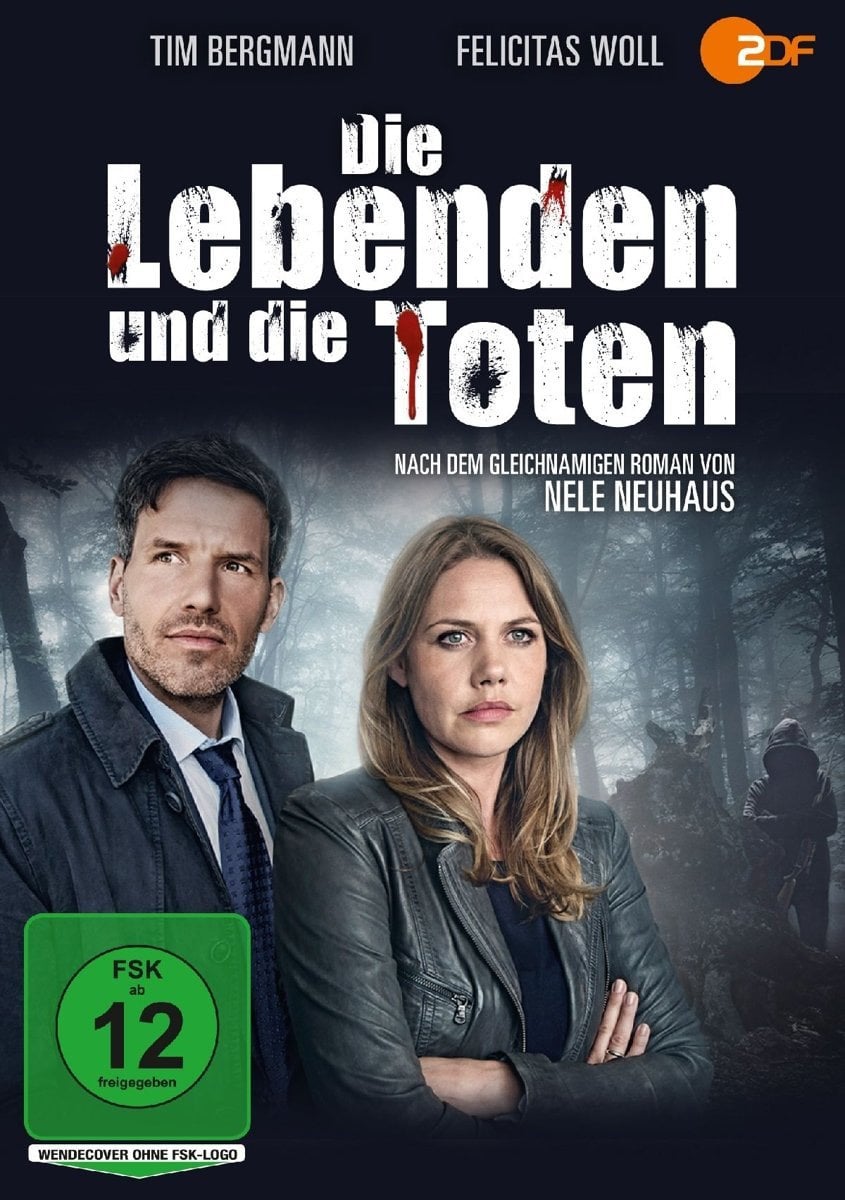 TIM BERGMANN FELICITAS WOLL ZDF
Die
Lebenden
und die Toten
NACH DEM GLEICHNAMIGEN ROMAN VON
NELE NEUHAUS
FSK
ab
12
freigegeben
WENDECOVER OHNE FSK-LOGO